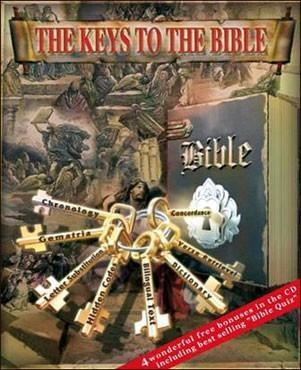 THE KEYS TO THE BIBLE
Bible
Chronology
Gematria
Letter Substitution
Hidden Codes
Bilingual Text
Dictionary
Verse Retrieval
Concordance
4 wonderful free bonuses in the CD
including best selling "Bible Quiz"